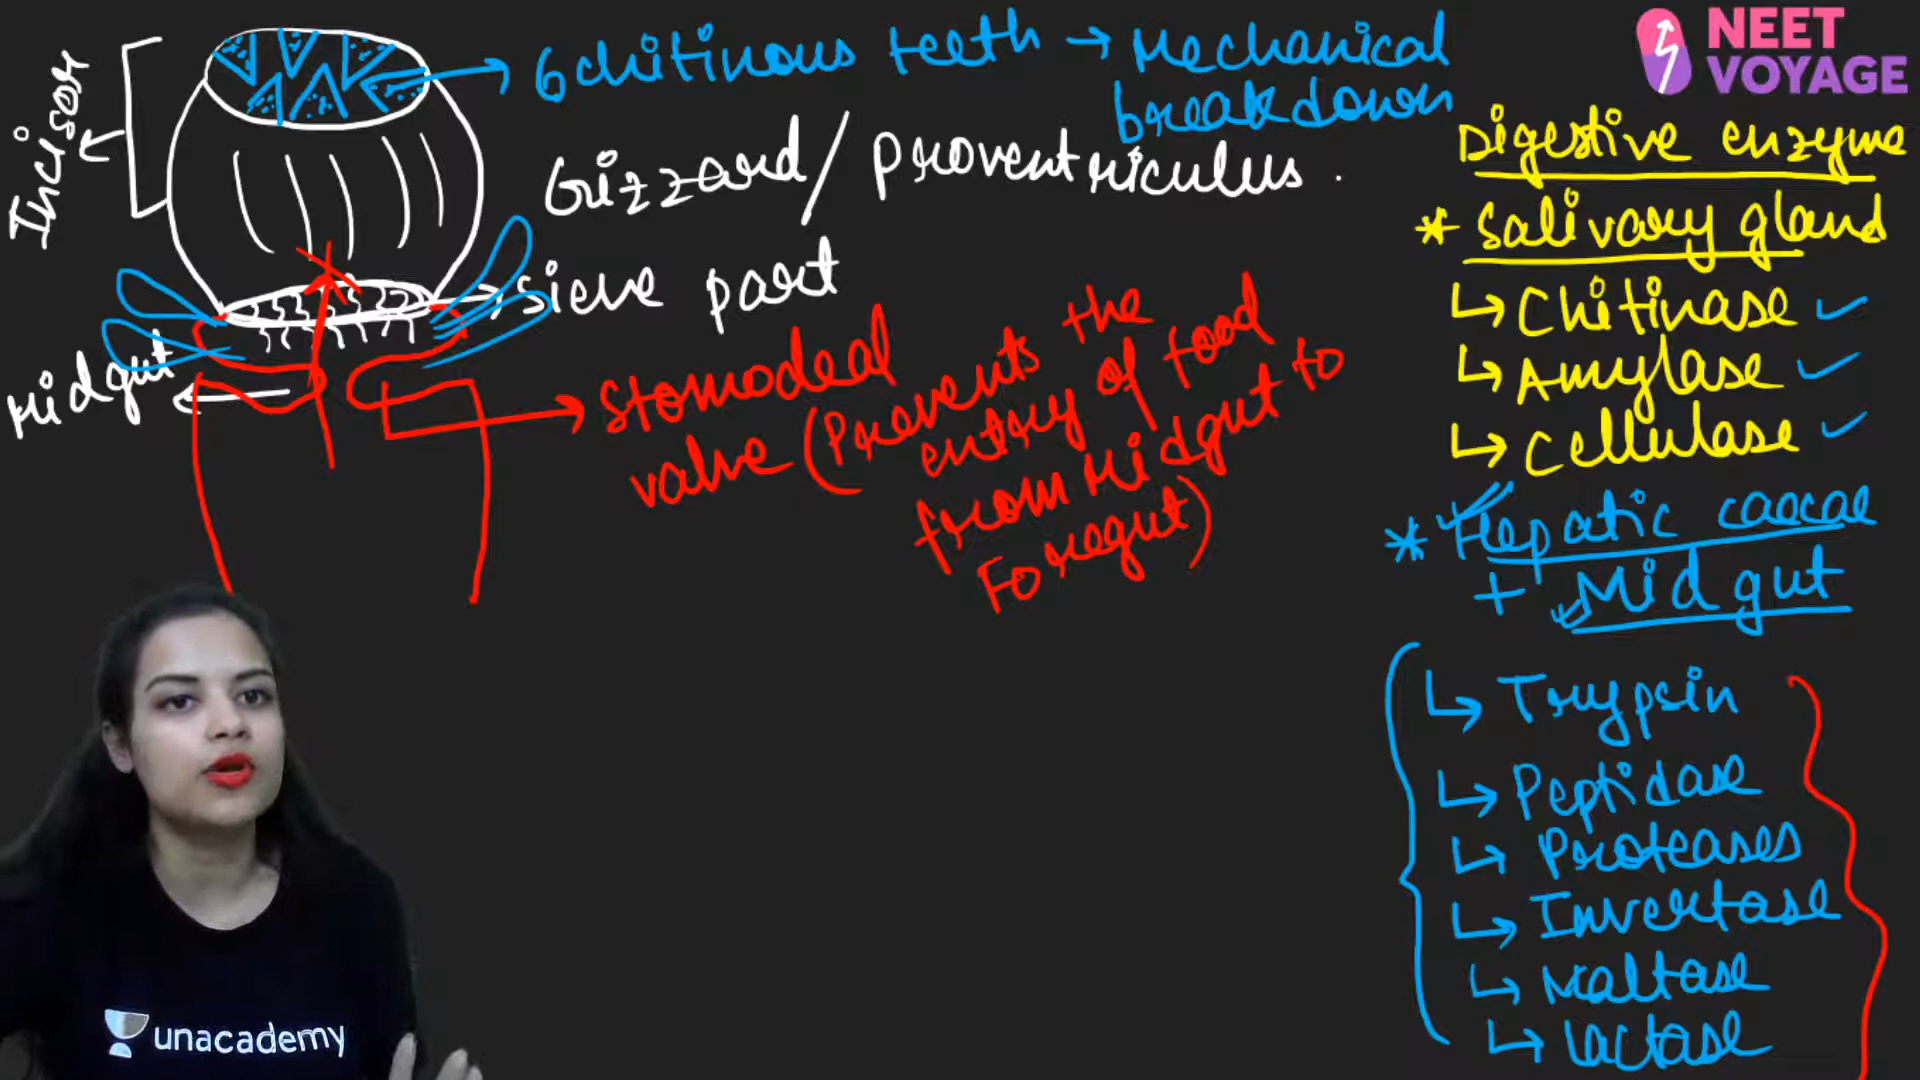 NEET
VOYAGE
Incisor
6 chitinous teeth → Mechanical
breakdown
Gizzard / Proventriculus.
sieve part
Midgut
Stomodeal
valve (Prevents the
entry of food
from Midgut to
Foregut)
Digestive enzyme
* Salivary gland
↳ Chitinase ✓
↳ Amylase ✓
↳ Cellulase ✓
* Hepatic caecae
+ Midgut
↳ Trypsin
↳ Peptidase
↳ Proteases
↳ Invertase
↳ Maltase
↳ lactase
unacademy